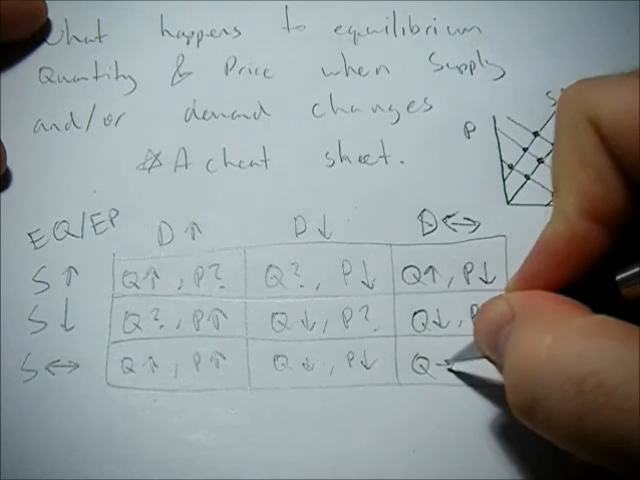 What happens to equilibrium
Quantity & Price when Supply
and/or demand changes
☆ A cheat sheet.
P
S
EQ/EP D↑ D↓ D↔
S↑ Q↑, P? Q?, P↓ Q↑, P↓
S↓ Q?, P↑ Q↓, P? Q↓, P
S↔ Q↑, P↑ Q↓, P↓ Q